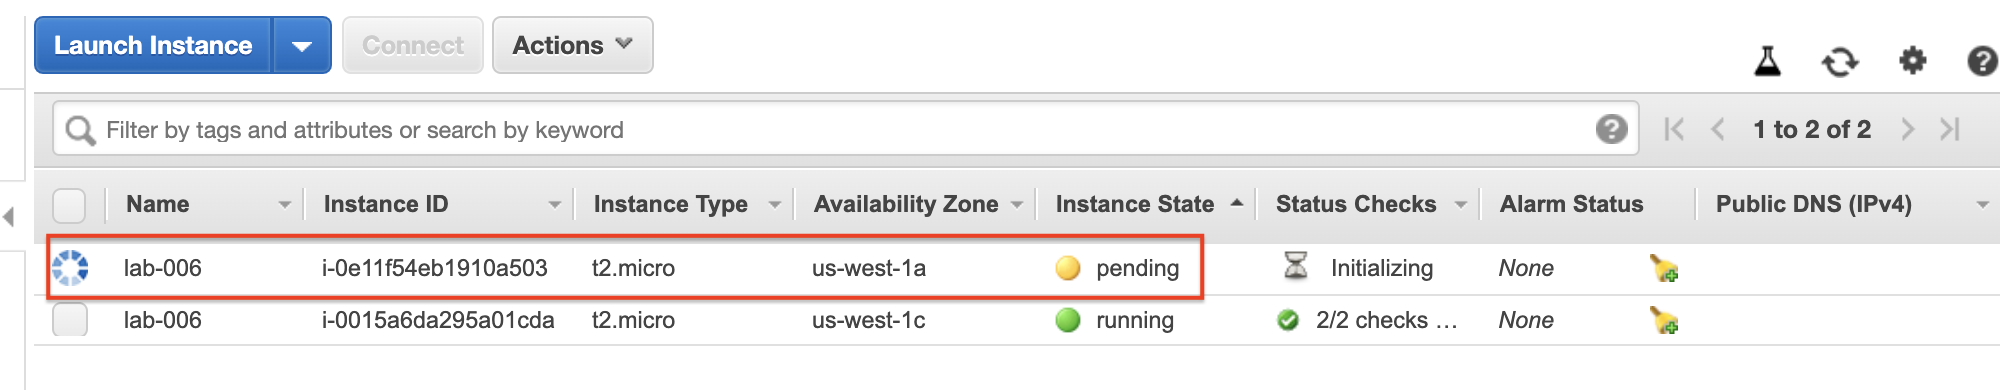 Launch Instance Connect Actions
Filter by tags and attributes or search by keyword 1 to 2 of 2
Name Instance ID Instance Type Availability Zone Instance State Status Checks Alarm Status Public DNS (IPv4)
lab-006 i-0e11f54eb1910a503 t2.micro us-west-1a pending Initializing None
lab-006 i-0015a6da295a01cda t2.micro us-west-1c running 2/2 checks ... None